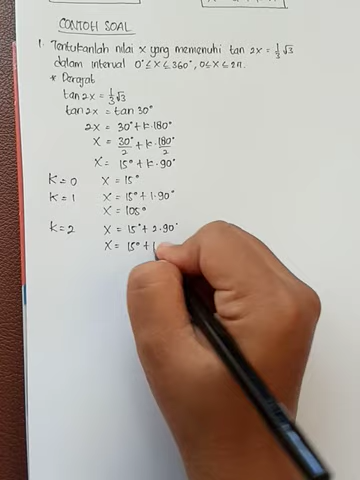 CONTOH SOAL
1. Tentukanlah nilai x yang memenuhi tan 2x = 1/3 √3
dalam interval 0° ≤ x ≤ 360°, 0 ≤ x ≤ 2π.
* Derajat
tan 2x = 1/3 √3
tan 2x = tan 30°
2x = 30° + k. 180°
x = 30°/2 + k. 180°/2
x = 15° + k. 90°
k = 0 x = 15°
k = 1 x = 15° + 1. 90°
x = 105°
k = 2 x = 15° + 2. 90°
x = 15° + 1